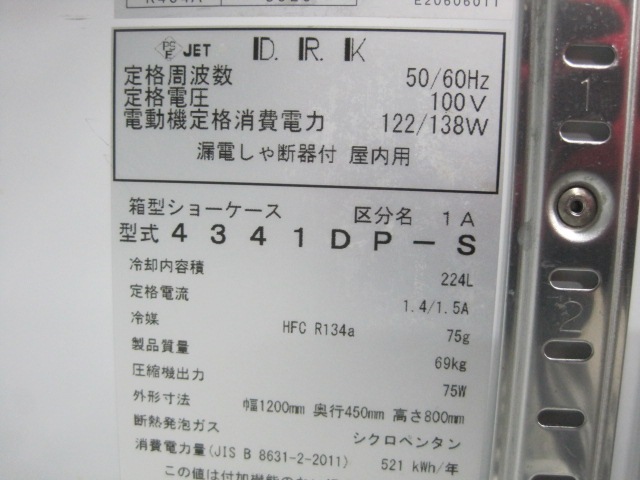 E20606011
PSE JET D.R.K
定格周波数 50/60Hz
定格電圧 100V
電動機定格消費電力 122/138W
漏電しゃ断器付 屋内用
箱型ショーケース 区分名 1A
型式 4341DP-S
冷却内容積 224L
定格電流 1.4/1.5A
冷媒 HFC R134a 75g
製品質量 69kg
圧縮機出力 75W
外形寸法 幅1200mm 奥行450mm 高さ800mm
断熱発泡ガス シクロペンタン
消費電力量(JIS B 8631-2-2011) 521 kWh/年
1
2